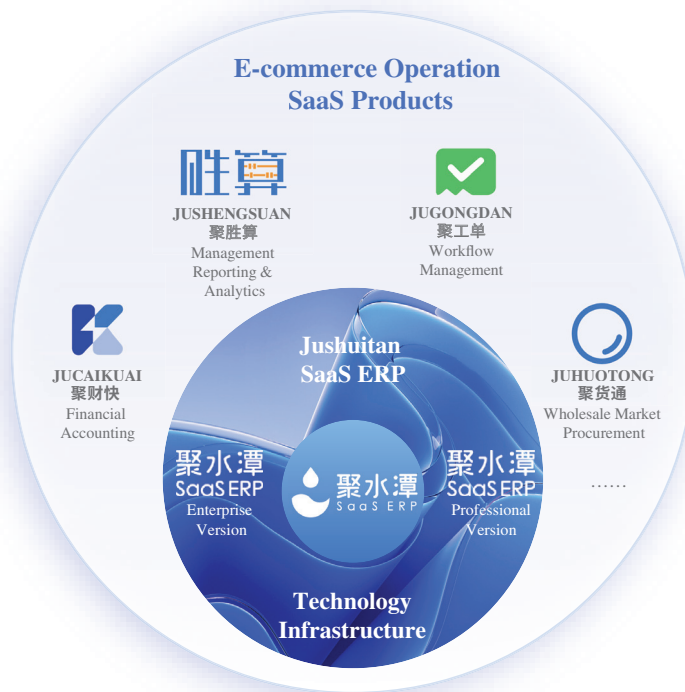 E-commerce Operation
SaaS Products
胜算
JUSHENGSUAN
聚胜算
Management
Reporting &
Analytics
JUGONGDAN
聚工单
Workflow
Management
JUCAIKUAI
聚财快
Financial
Accounting
JUHUOTONG
聚货通
Wholesale Market
Procurement
......
Jushuitan
SaaS ERP
聚水潭
SaaS ERP
Enterprise
Version
聚水潭
SaaS ERP
聚水潭
SaaS ERP
Professional
Version
Technology
Infrastructure